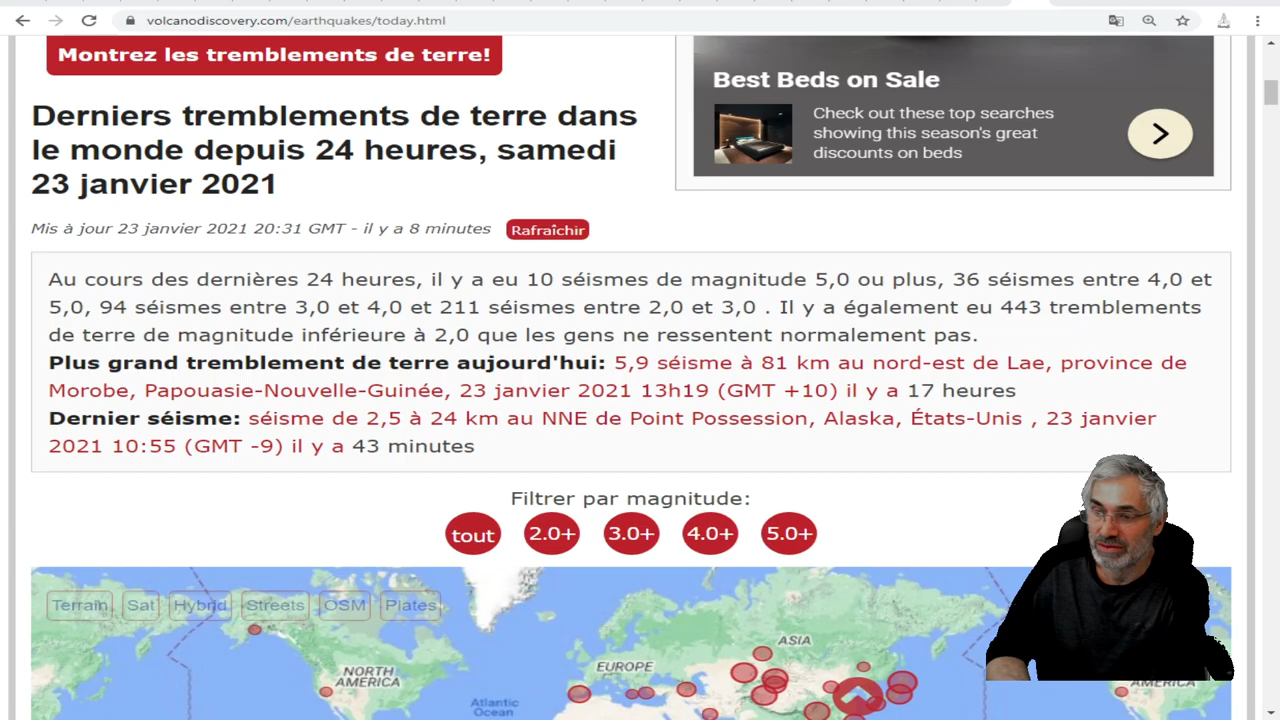 volcanodiscovery.com/earthquakes/today.html
Montrez les tremblements de terre!
Best Beds on Sale
Check out these top searches
showing this season's great
discounts on beds
Derniers tremblements de terre dans
le monde depuis 24 heures, samedi
23 janvier 2021
Mis à jour 23 janvier 2021 20:31 GMT - il y a 8 minutes
Rafraîchir
Au cours des dernières 24 heures, il y a eu 10 séismes de magnitude 5,0 ou plus, 36 séismes entre 4,0 et
5,0, 94 séismes entre 3,0 et 4,0 et 211 séismes entre 2,0 et 3,0 . Il y a également eu 443 tremblements
de terre de magnitude inférieure à 2,0 que les gens ne ressentent normalement pas.
Plus grand tremblement de terre aujourd'hui: 5,9 séisme à 81 km au nord-est de Lae, province de
Morobe, Papouasie-Nouvelle-Guinée, 23 janvier 2021 13h19 (GMT +10) il y a 17 heures
Dernier séisme: séisme de 2,5 à 24 km au NNE de Point Possession, Alaska, États-Unis , 23 janvier
2021 10:55 (GMT -9) il y a 43 minutes
Filtrer par magnitude:
tout 2.0+ 3.0+ 4.0+ 5.0+
Terrain Sat Hybrid Streets OSM Plates
ASIA
EUROPE
NORTH
AMERICA
AMERICA
Atlantic
Ocean